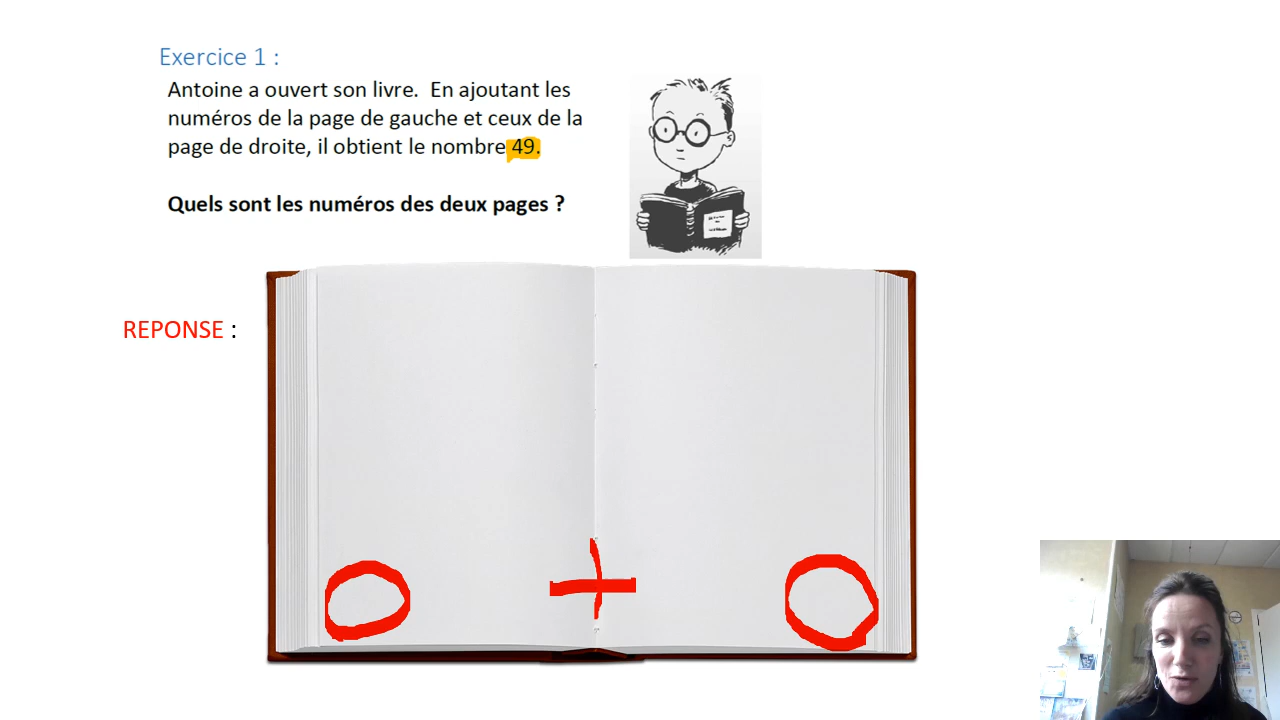 Exercice 1 :
Antoine a ouvert son livre. En ajoutant les
numéros de la page de gauche et ceux de la
page de droite, il obtient le nombre 49.
Quels sont les numéros des deux pages ?
REPONSE :
+